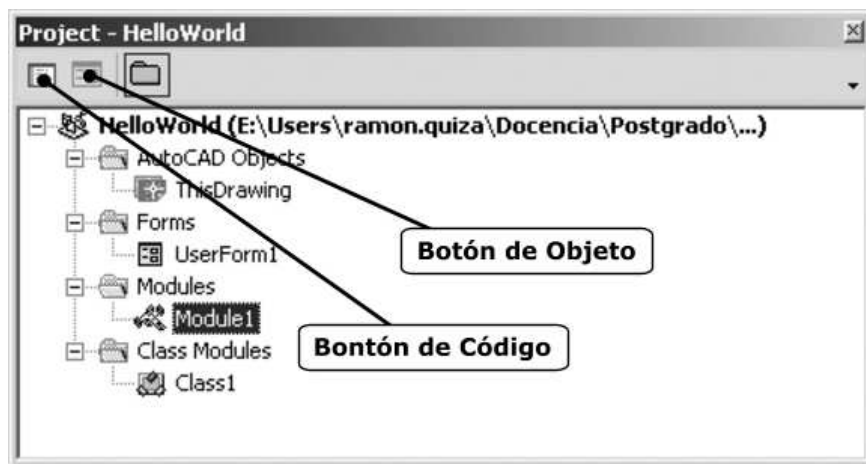 Project - HelloWorld
HelloWorld (E:\Users\ramon.quiza\Docencia\Postgrado\...)
AutoCAD Objects
ThisDrawing
Forms
UserForm1
Botón de Objeto
Modules
Module1
Bontón de Código
Class Modules
Class1